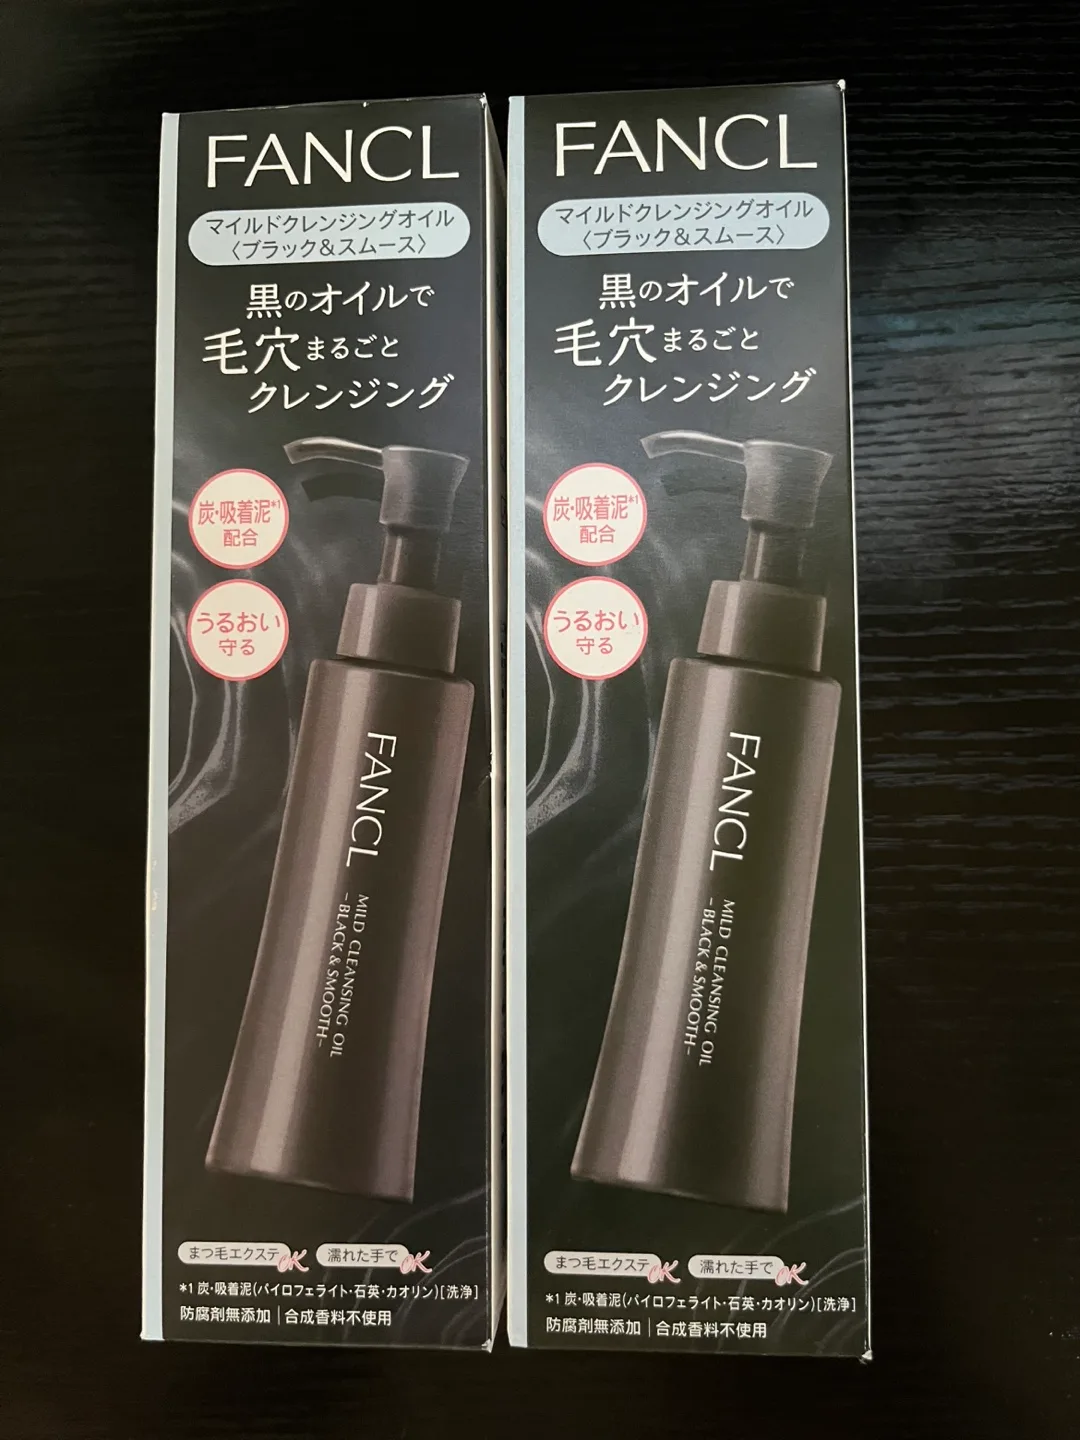 FANCL
マイルドクレンジングオイル
〈ブラック&スムース〉
黒のオイルで
毛穴まるごと
クレンジング
炭・吸着泥*1
配合
うるおい
守る
FANCL
MILD CLEANSING OIL
-BLACK & SMOOTH-
まつ毛エクステOK 濡れた手でOK
*1 炭・吸着泥(パイロフェライト・石英・カオリン)[洗浄]
防腐剤無添加|合成香料不使用
FANCL
マイルドクレンジングオイル
〈ブラック&スムース〉
黒のオイルで
毛穴まるごと
クレンジング
炭・吸着泥*1
配合
うるおい
守る
FANCL
MILD CLEANSING OIL
-BLACK & SMOOTH-
まつ毛エクステOK 濡れた手でOK
*1 炭・吸着泥(パイロフェライト・石英・カオリン)[洗浄]
防腐剤無添加|合成香料不使用